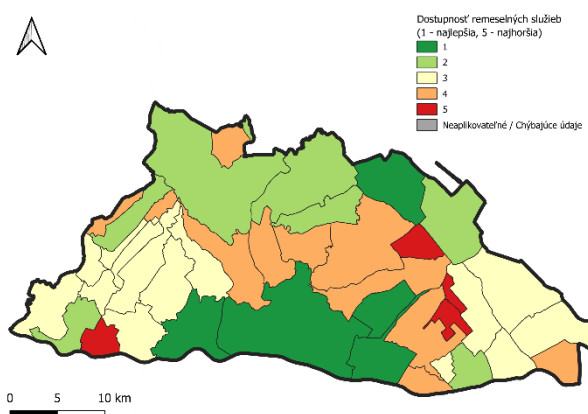 Dostupnosť remeselných služieb
(1 - najlepšia, 5 - najhoršia)
1
2
3
4
5
Neaplikovateľné / Chýbajúce údaje
0 5 10 km